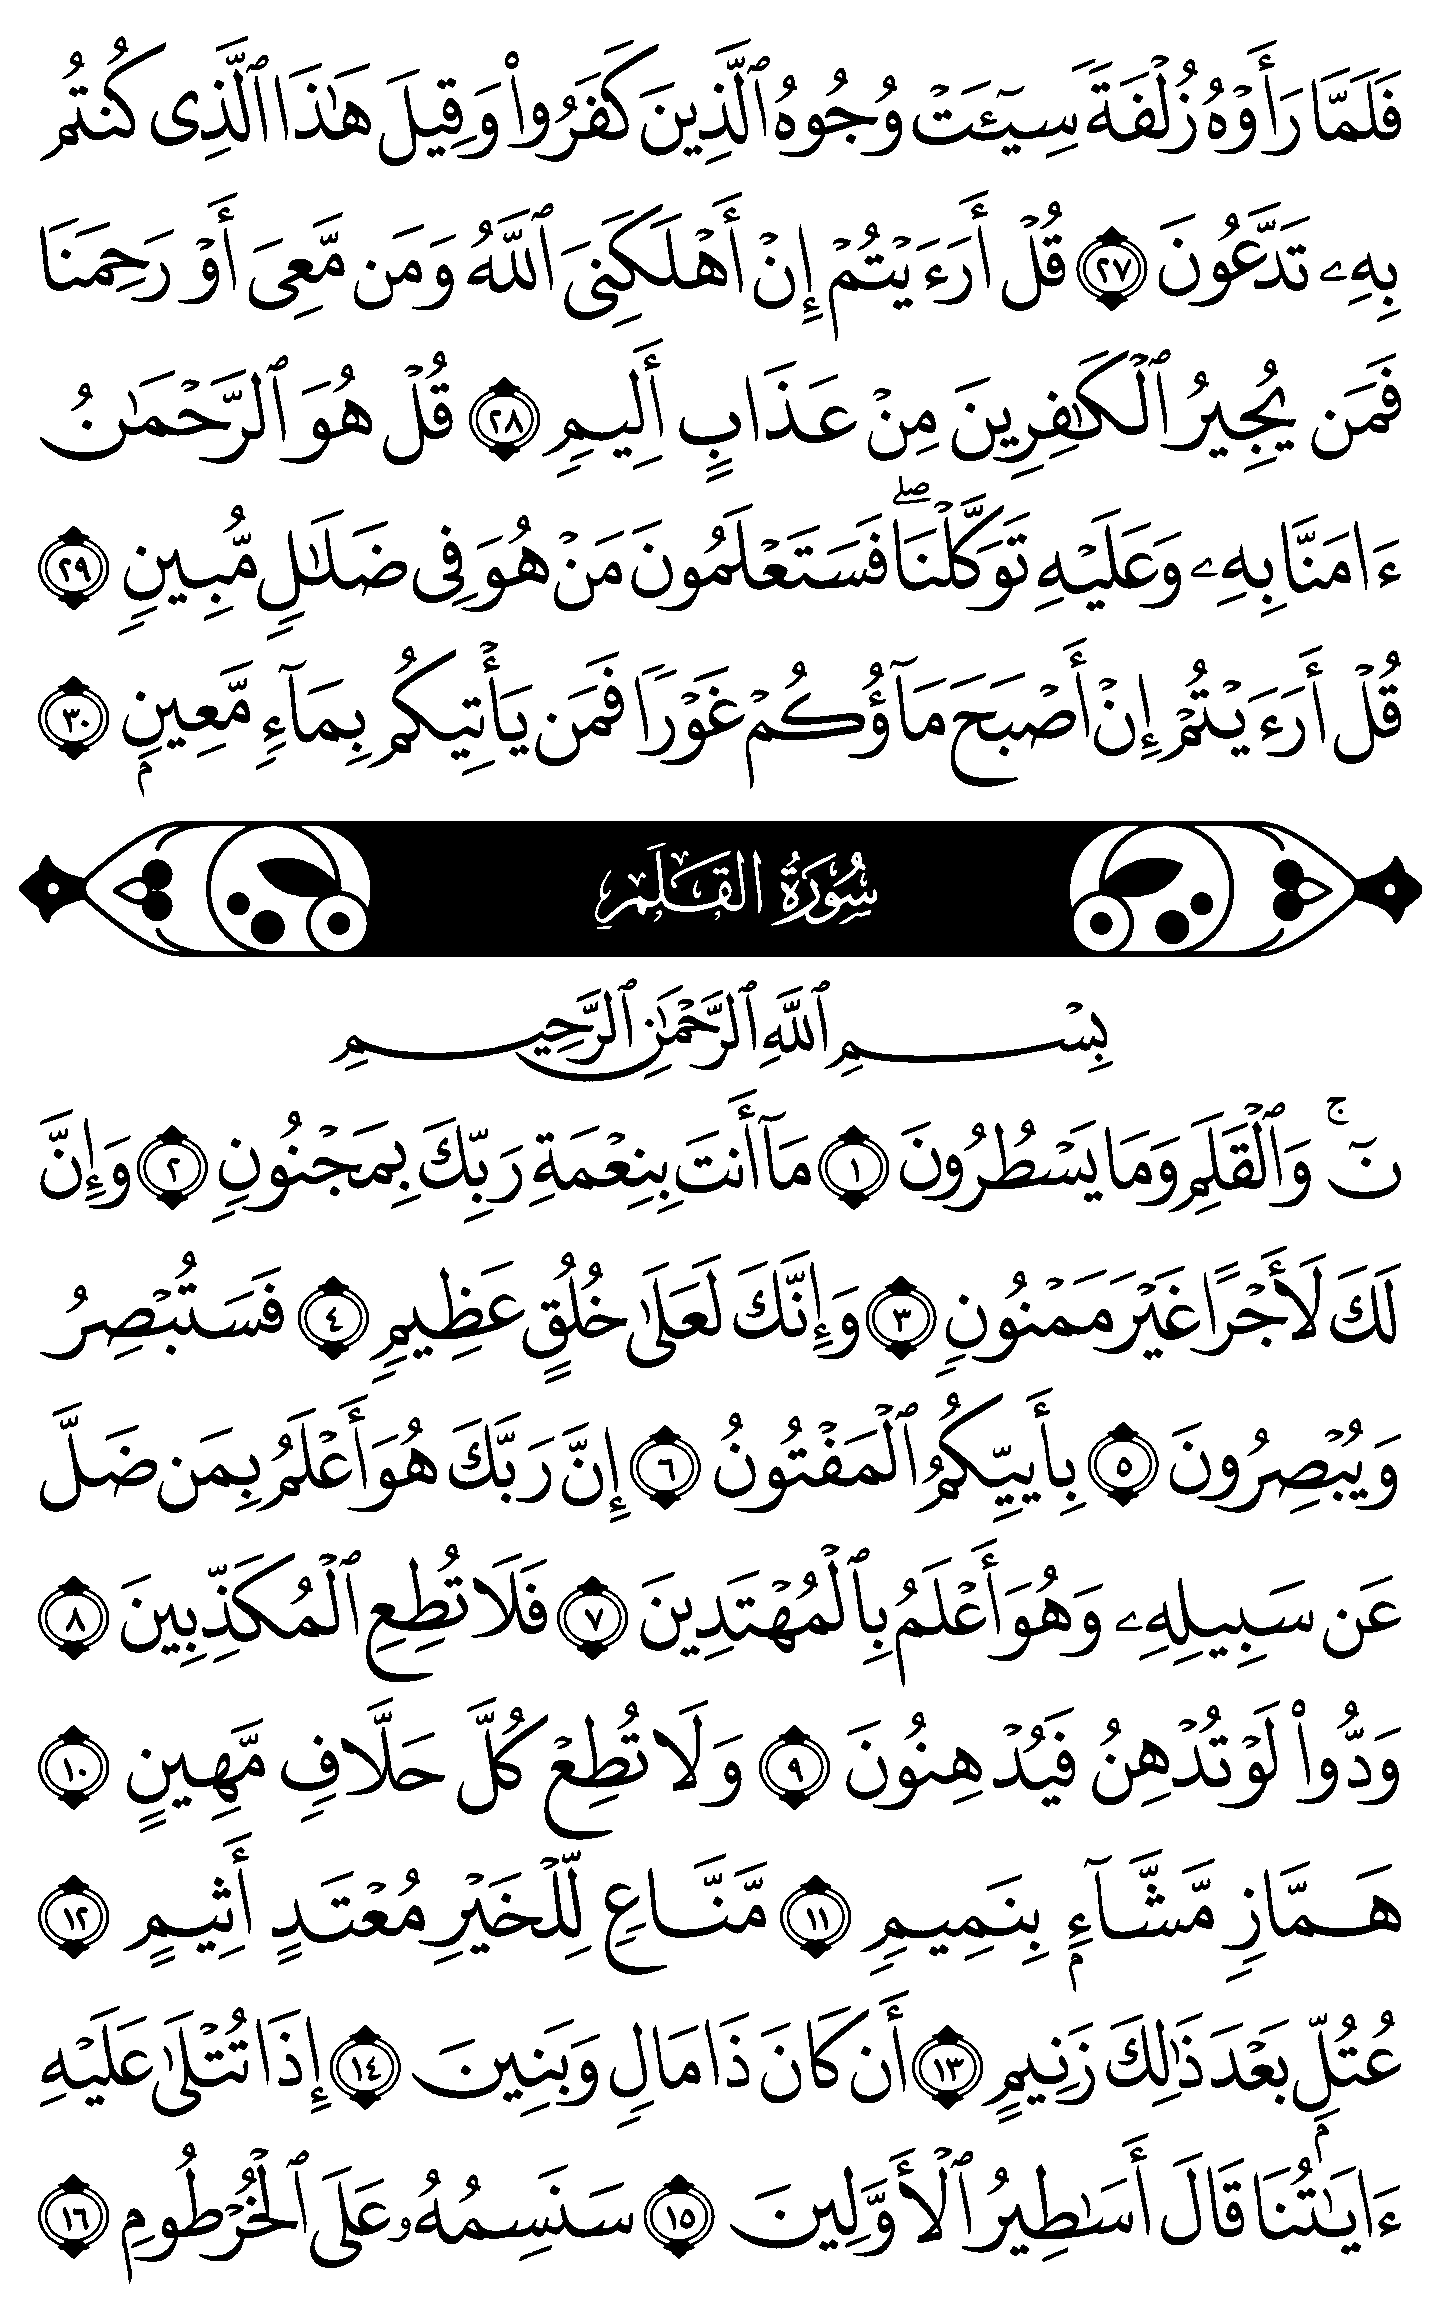 فَلَمَّا رَأَوۡهُ زُلۡفَةٗ سِيٓـَٔتۡ وُجُوهُ ٱلَّذِينَ كَفَرُواْ وَقِيلَ هَٰذَا ٱلَّذِي كُنتُم
بِهِۦ تَدَّعُونَ ٢٧ قُلۡ أَرَءَيۡتُمۡ إِنۡ أَهۡلَكَنِيَ ٱللَّهُ وَمَن مَّعِيَ أَوۡ رَحِمَنَا
فَمَن يُجِيرُ ٱلۡكَٰفِرِينَ مِنۡ عَذَابٍ أَلِيمٖ ٢٨ قُلۡ هُوَ ٱلرَّحۡمَٰنُ
ءَامَنَّا بِهِۦ وَعَلَيۡهِ تَوَكَّلۡنَاۖ فَسَتَعۡلَمُونَ مَنۡ هُوَ فِي ضَلَٰلٖ مُّبِينٖ ٢٩
قُلۡ أَرَءَيۡتُمۡ إِنۡ أَصۡبَحَ مَآؤُكُمۡ غَوۡرٗا فَمَن يَأۡتِيكُم بِمَآءٖ مَّعِينِۭ ٣٠
سُورَةُ القَلَمِ
بِسۡمِ ٱللَّهِ ٱلرَّحۡمَٰنِ ٱلرَّحِيمِ
نٓۚ وَٱلۡقَلَمِ وَمَا يَسۡطُرُونَ ١ مَآ أَنتَ بِنِعۡمَةِ رَبِّكَ بِمَجۡنُونٖ ٢ وَإِنَّ
لَكَ لَأَجۡرًا غَيۡرَ مَمۡنُونٖ ٣ وَإِنَّكَ لَعَلَىٰ خُلُقٍ عَظِيمٖ ٤ فَسَتُبۡصِرُ
وَيُبۡصِرُونَ ٥ بِأَييِّكُمُ ٱلۡمَفۡتُونُ ٦ إِنَّ رَبَّكَ هُوَ أَعۡلَمُ بِمَن ضَلَّ
عَن سَبِيلِهِۦ وَهُوَ أَعۡلَمُ بِٱلۡمُهۡتَدِينَ ٧ فَلَا تُطِعِ ٱلۡمُكَذِّبِينَ ٨
وَدُّواْ لَوۡ تُدۡهِنُ فَيُدۡهِنُونَ ٩ وَلَا تُطِعۡ كُلَّ حَلَّافٖ مَّهِينٍ ١٠
هَمَّازٖ مَّشَّآءِۭ بِنَمِيمٖ ١١ مَّنَّاعٖ لِّلۡخَيۡرِ مُعۡتَدٍ أَثِيمٍ ١٢
عُتُلِّۭ بَعۡدَ ذَٰلِكَ زَنِيمٍ ١٣ أَن كَانَ ذَا مَالٖ وَبَنِينَ ١٤ إِذَا تُتۡلَىٰ عَلَيۡهِ
ءَايَٰتُنَا قَالَ أَسَٰطِيرُ ٱلۡأَوَّلِينَ ١٥ سَنَسِمُهُۥ عَلَى ٱلۡخُرۡطُومِ ١٦